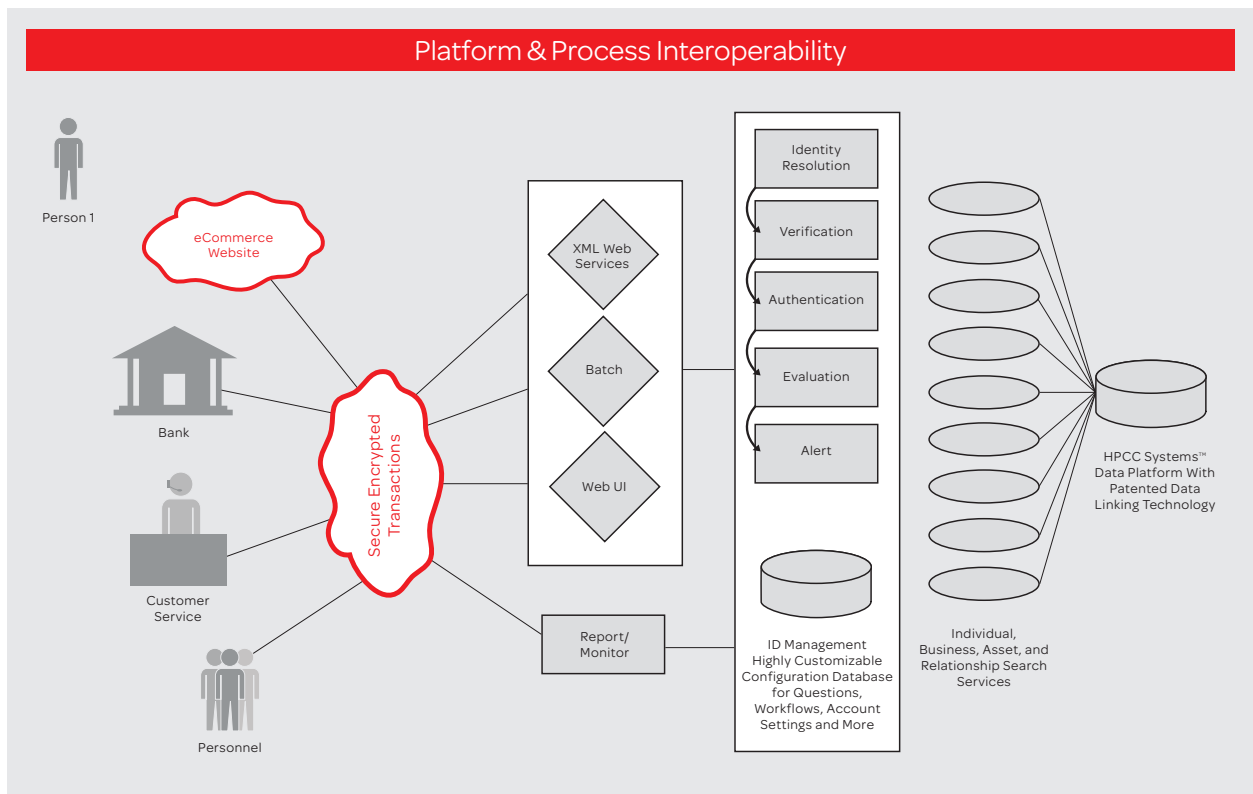 Platform & Process Interoperability
Person 1
eCommerce
Website
Bank
Customer
Service
Personnel
Secure Encrypted
Transactions
XML Web
Services
Batch
Web UI
Report/
Monitor
Identity
Resolution
Verification
Authentication
Evaluation
Alert
ID Management
Highly Customizable
Configuration Database
for Questions,
Workflows, Account
Settings and More
Individual,
Business, Asset, and
Relationship Search
Services
HPCC Systems™
Data Platform With
Patented Data
Linking Technology